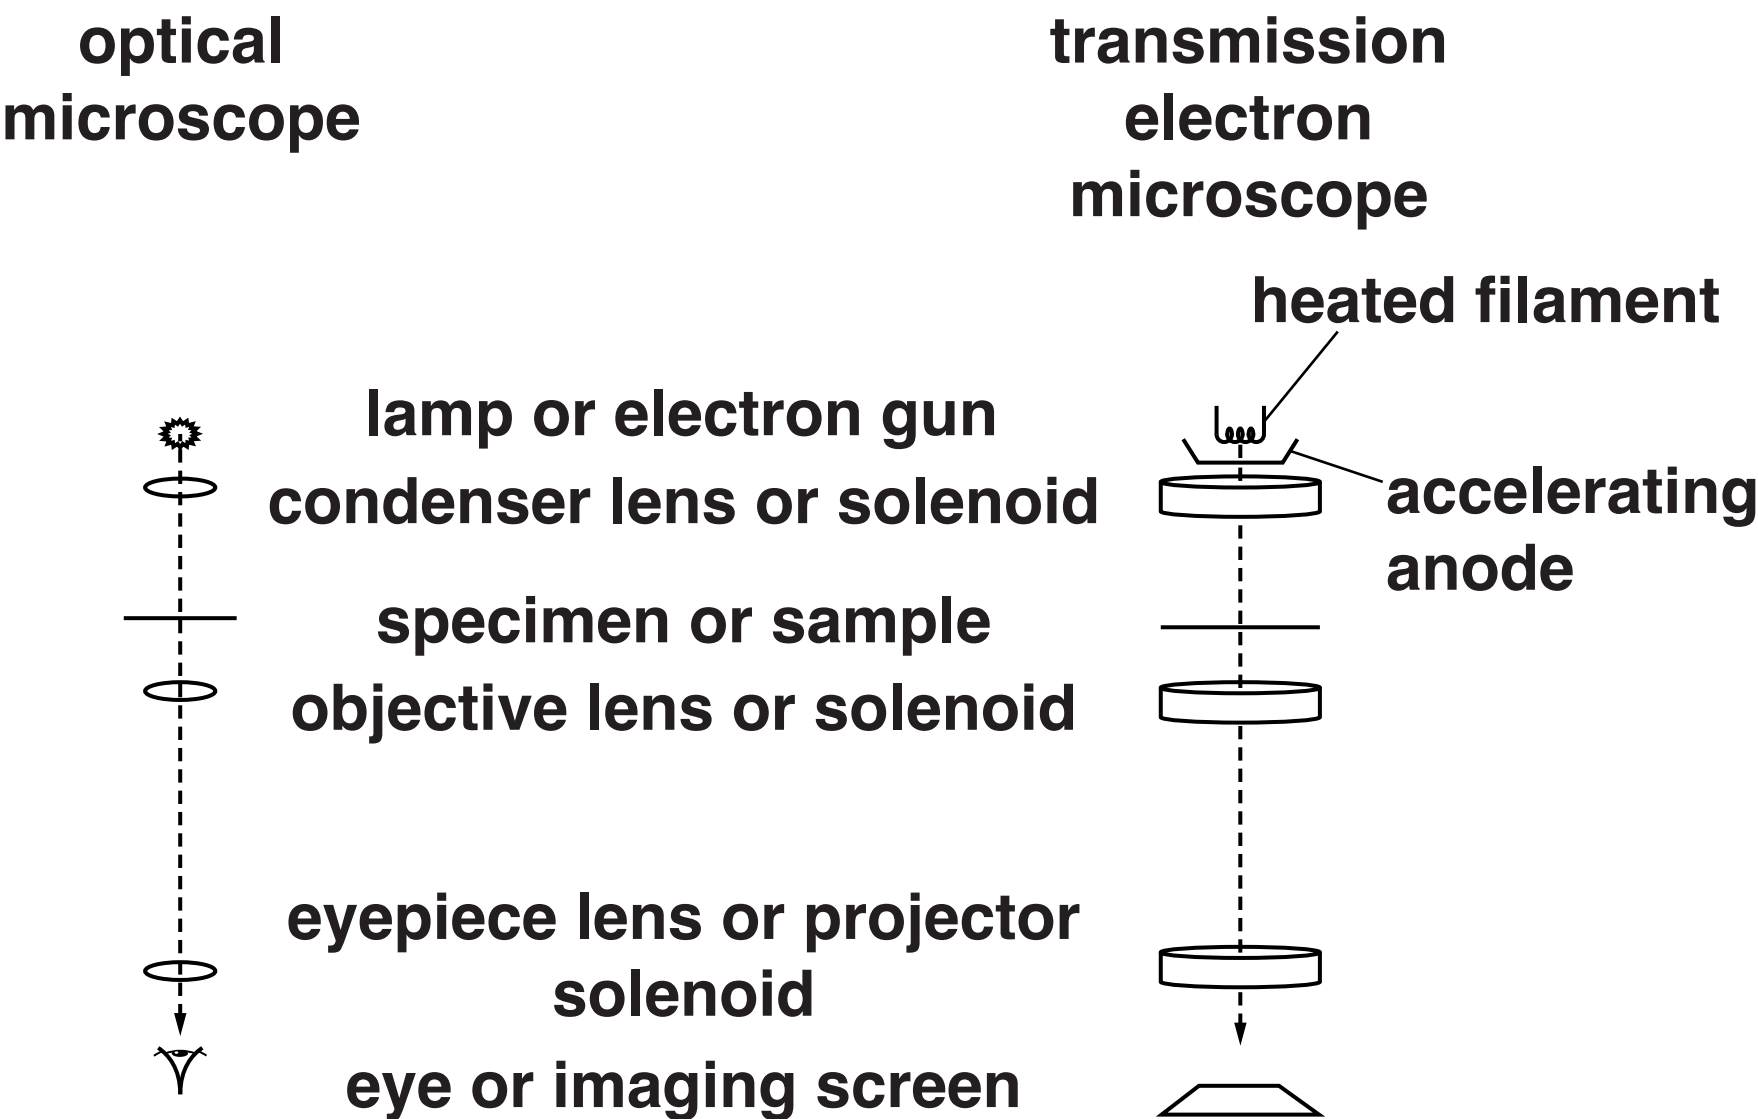 optical
microscope
transmission
electron
microscope
heated filament
lamp or electron gun
condenser lens or solenoid
accelerating
anode
specimen or sample
objective lens or solenoid
eyepiece lens or projector
solenoid
eye or imaging screen